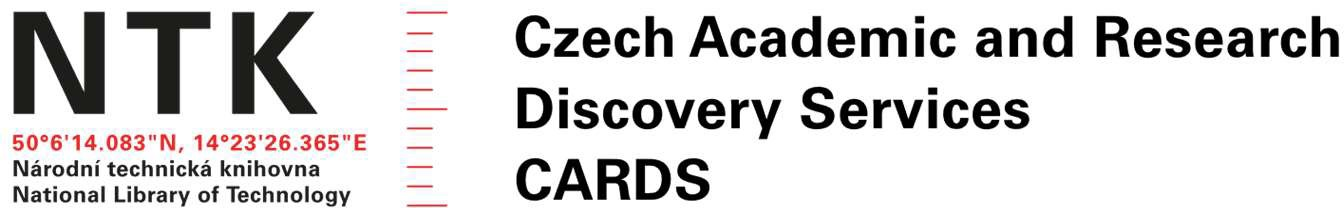 NTK
50°6'14.083"N, 14°23'26.365"E
Národní technická knihovna
National Library of Technology
Czech Academic and Research
Discovery Services
CARDS